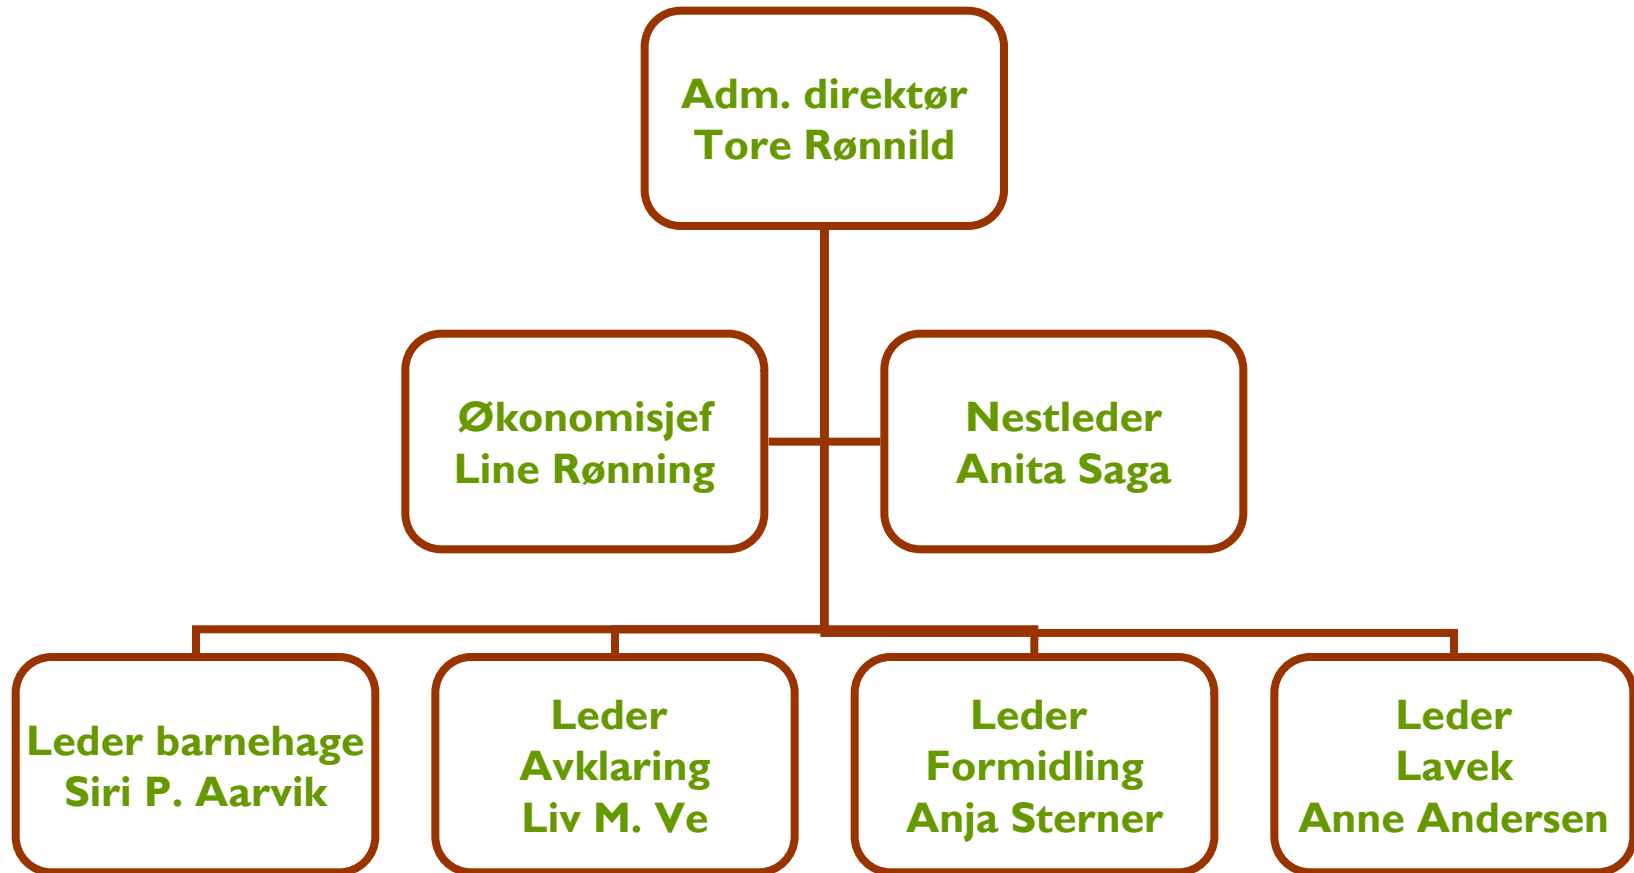 Adm. direktør
Tore Rønnild
Økonomisjef
Line Rønning
Nestleder
Anita Saga
Leder barnehage
Siri P. Aarvik
Leder
Avklaring
Liv M. Ve
Leder
Formidling
Anja Sterner
Leder
Lavek
Anne Andersen